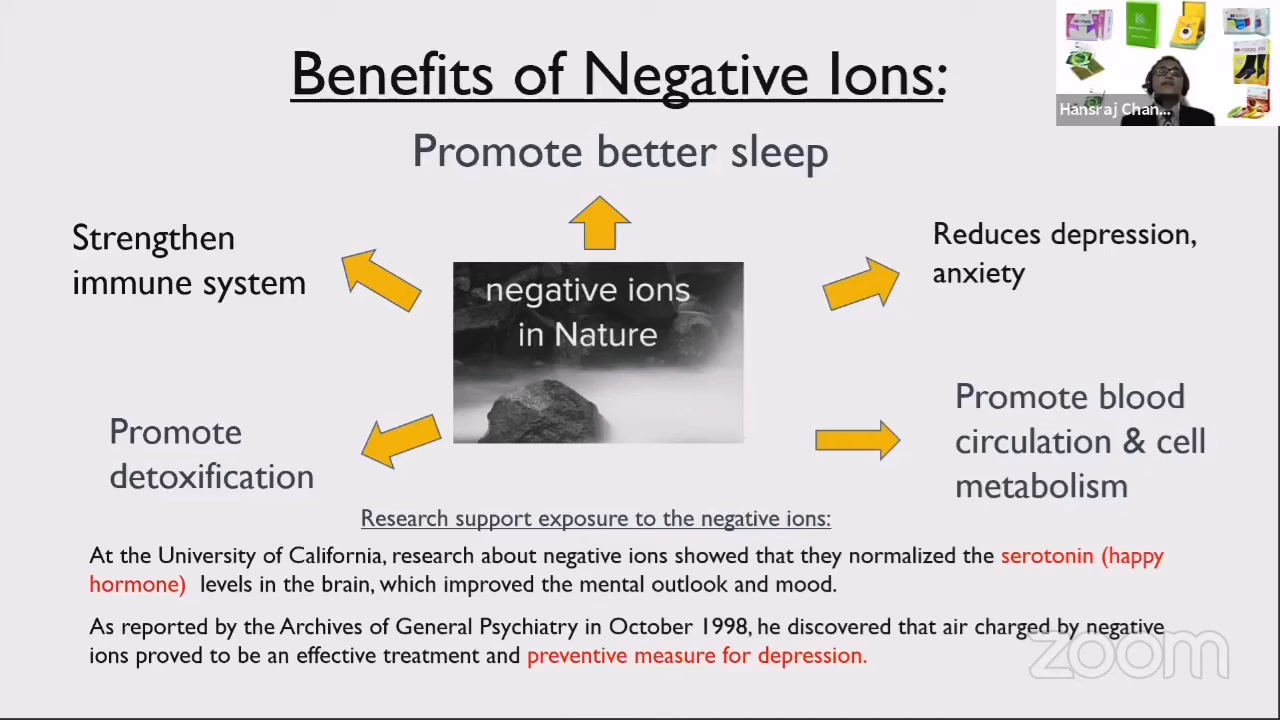 Benefits of Negative Ions:
Hansraj Chan...
Promote better sleep
Strengthen
immune system
Reduces depression,
anxiety
negative ions
in Nature
Promote
detoxification
Promote blood
circulation & cell
metabolism
Research support exposure to the negative ions:
At the University of California, research about negative ions showed that they normalized the serotonin (happy
hormone) levels in the brain, which improved the mental outlook and mood.
As reported by the Archives of General Psychiatry in October 1998, he discovered that air charged by negative
ions proved to be an effective treatment and preventive measure for depression.
zoom